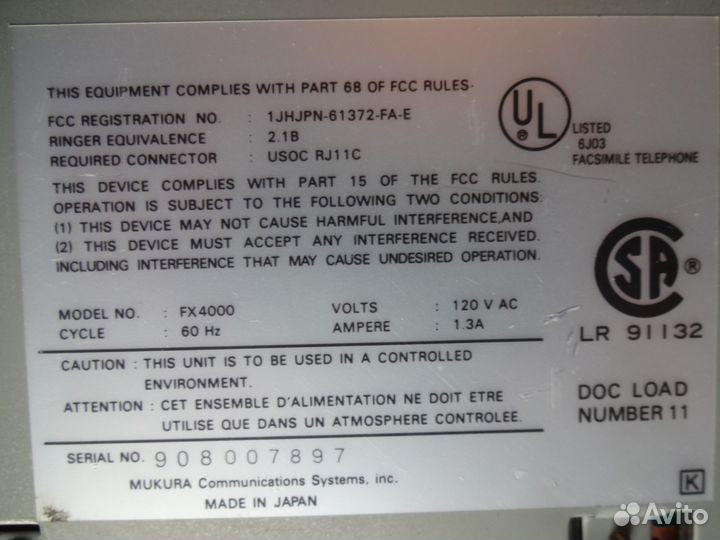 THIS EQUIPMENT COMPLIES WITH PART 68 OF FCC RULES.
FCC REGISTRATION NO. : 1JHJPN-61372-FA-E
RINGER EQUIVALENCE : 2.1B
REQUIRED CONNECTOR : USOC RJ11C
UL
®
LISTED
6J03
FACSIMILE TELEPHONE
THIS DEVICE COMPLIES WITH PART 15 OF THE FCC RULES.
OPERATION IS SUBJECT TO THE FOLLOWING TWO CONDITIONS:
(1) THIS DEVICE MAY NOT CAUSE HARMFUL INTERFERENCE,AND
(2) THIS DEVICE MUST ACCEPT ANY INTERFERENCE RECEIVED.
INCLUDING INTERFERENCE THAT MAY CAUSE UNDESIRED OPERATION.
SA ®
LR 91132
MODEL NO. : FX4000 VOLTS : 120 V AC
CYCLE : 60 Hz AMPERE : 1.3A
CAUTION : THIS UNIT IS TO BE USED IN A CONTROLLED
ENVIRONMENT.
ATTENTION : CET ENSEMBLE D'ALIMENTATION NE DOIT ETRE
UTILISE QUE DANS UN ATMOSPHERE CONTROLEE.
DOC LOAD
NUMBER 11
SERIAL NO. 908007897
MUKURA Communications Systems, inc.
MADE IN JAPAN
K
Avito